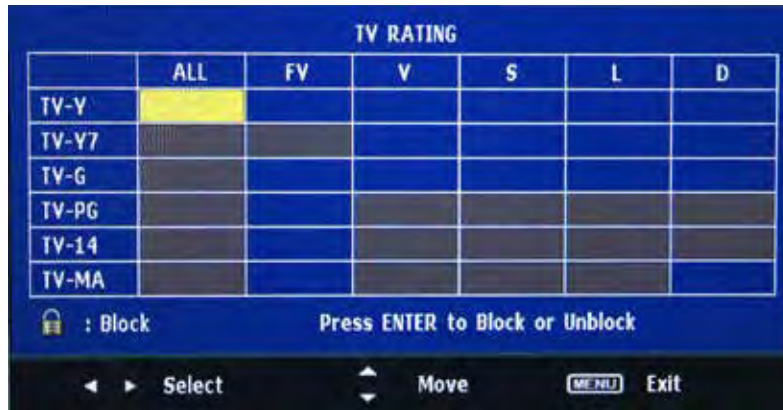 TV RATING
ALL FV V S L D
TV-Y
TV-Y7
TV-G
TV-PG
TV-14
TV-MA
: Block Press ENTER to Block or Unblock
Select Move MENU Exit